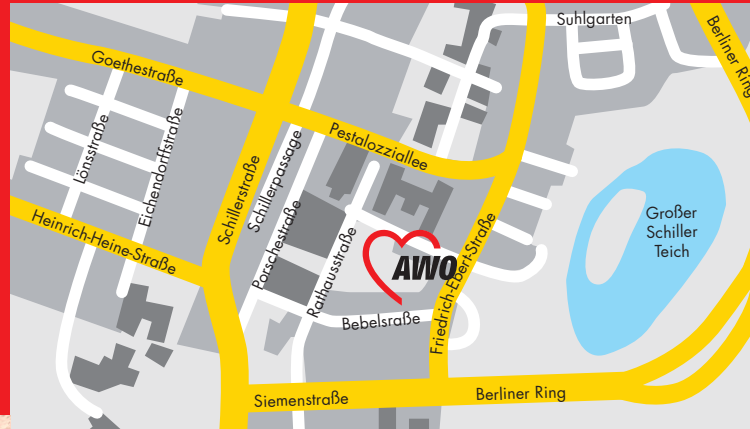 Suhlgarten
Berliner Ring
Goethestraße
Lönsstraße
Eichendorffstraße
Pestalozziallee
Schillerstraße
Schillerpassage
Heinrich-Heine-Straße
Porschestraße
Rathausstraße
AWO
Friedrich-Ebert-Straße
Großer
Schiller
Teich
Bebelsraße
Siemenstraße
Berliner Ring